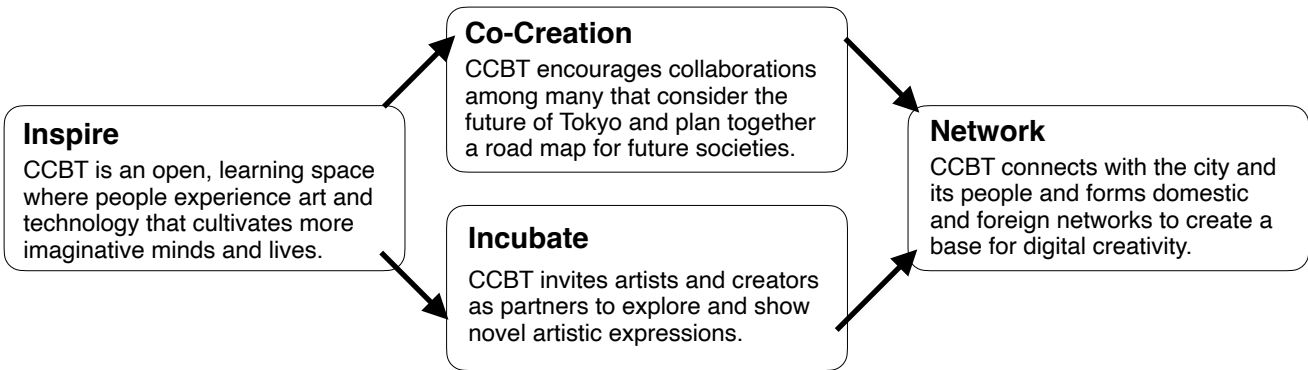 Inspire
CCBT is an open, learning space
where people experience art and
technology that cultivates more
imaginative minds and lives.
Co-Creation
CCBT encourages collaborations
among many that consider the
future of Tokyo and plan together
a road map for future societies.
Incubate
CCBT invites artists and creators
as partners to explore and show
novel artistic expressions.
Network
CCBT connects with the city and
its people and forms domestic
and foreign networks to create a
base for digital creativity.